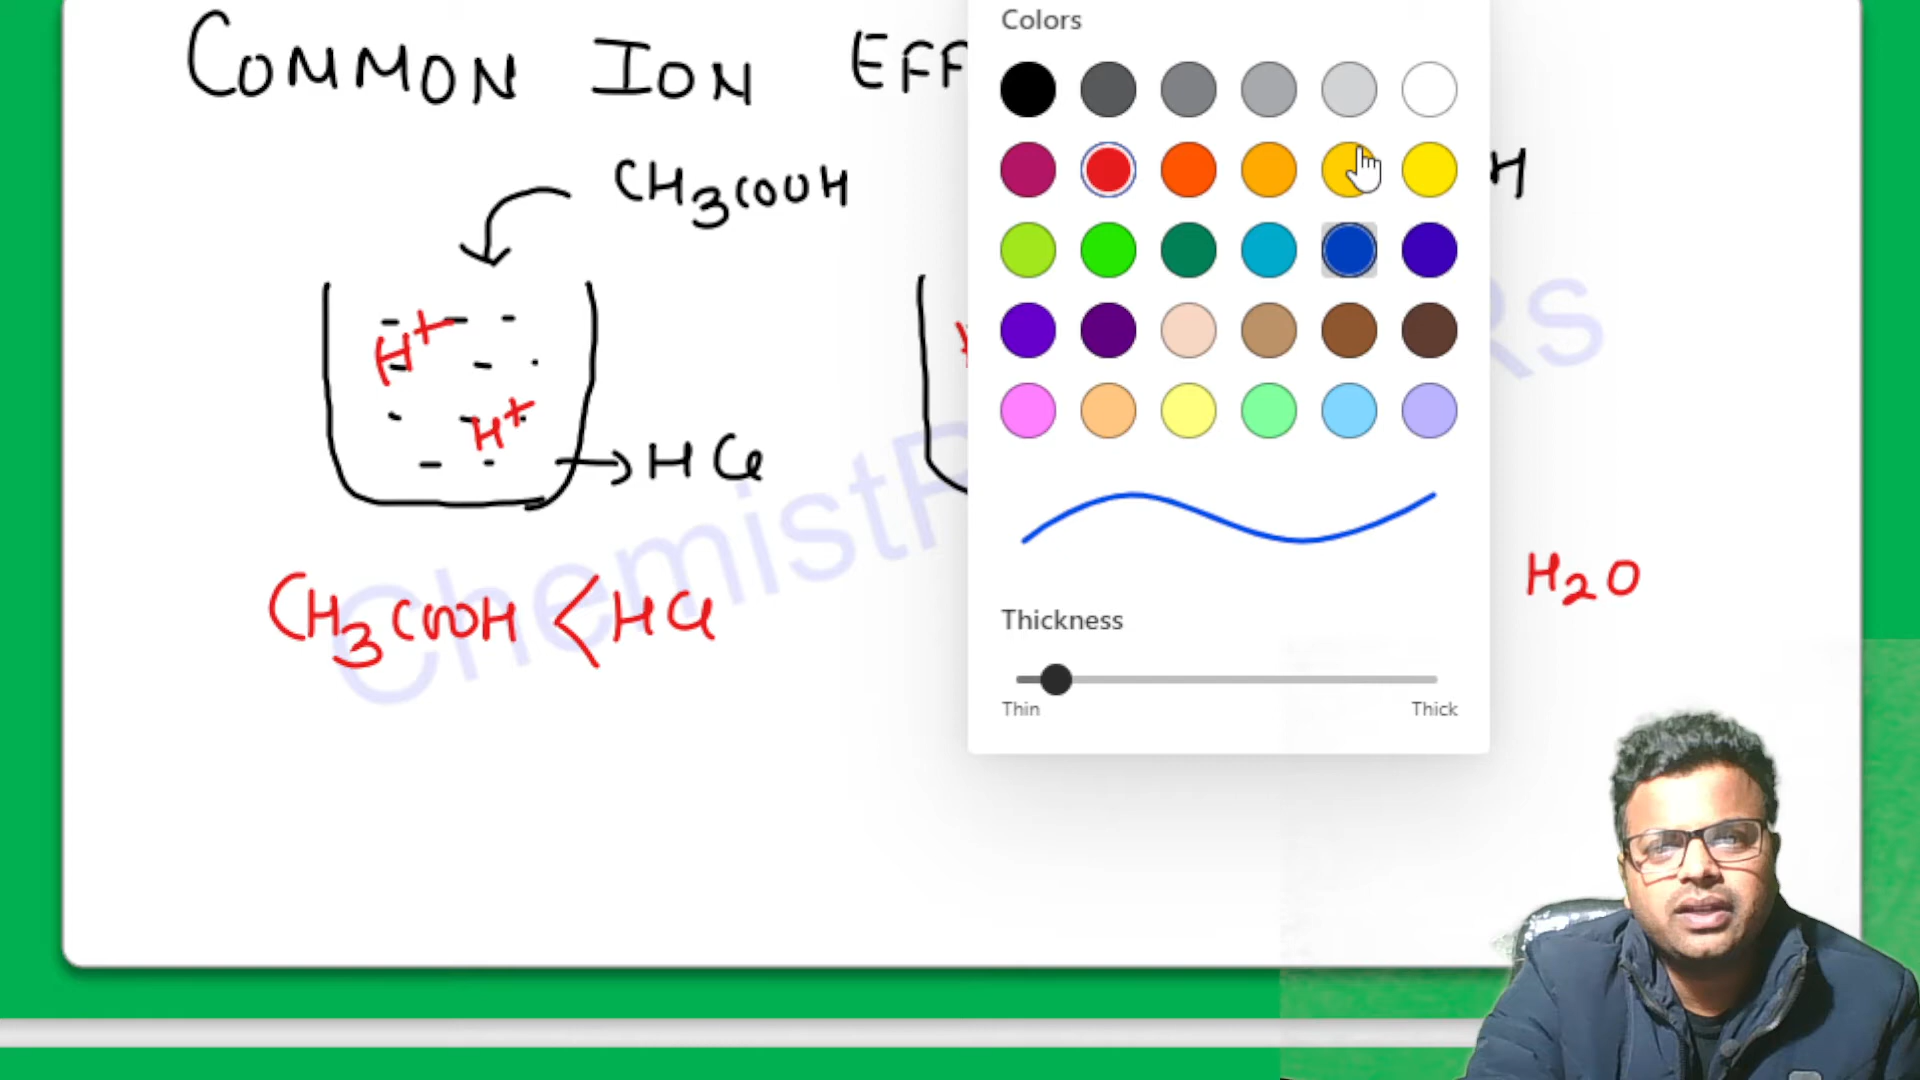 COMMON ION EFF
Colors
CH3COOH
H
H+
H+
HCl
CH3COOH < HCl
H2O
Thickness
Thin
Thick